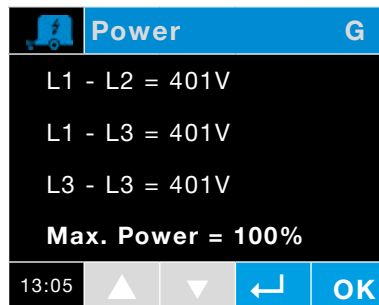 Power G
L1 - L2 = 401V
L1 - L3 = 401V
L3 - L3 = 401V
Max. Power = 100%
13:05 OK